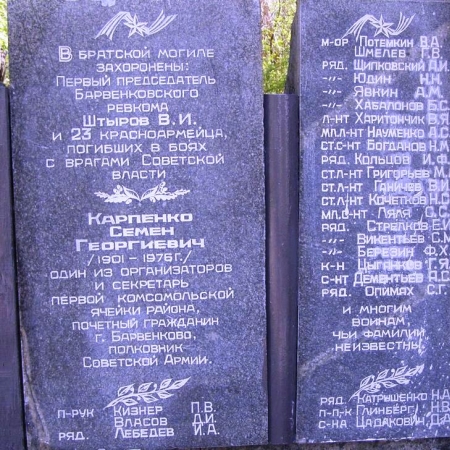 В БРАТСКОЙ МОГИЛЕ
ЗАХОРОНЕНЫ:
ПЕРВЫЙ ПРЕДСЕДАТЕЛЬ
БАРВЕНКОВСКОГО
РЕВКОМА
ШТЫРОВ В.И.
И 23 КРАСНОАРМЕЙЦА,
ПОГИБШИХ В БОЯХ
С ВРАГАМИ СОВЕТСКОЙ
ВЛАСТИ
КАРПЕНКО
СЕМЕН
ГЕОРГИЕВИЧ
/1901-1976Г./
ОДИН ИЗ ОРГАНИЗАТОРОВ
И СЕКРЕТАРЬ
ПЕРВОЙ КОМСОМОЛЬСКОЙ
ЯЧЕЙКИ РАЙОНА,
ПОЧЕТНЫЙ ГРАЖДАНИН
Г. БАРВЕНКОВО,
ПОЛКОВНИК
СОВЕТСКОЙ АРМИИ.
П-РУК КИЗНЕР П.В.
ВЛАСОВ Д.И.
РЯД. ЛЕБЕДЕВ И.А.
М-ОР ПОТЕМКИН В.А.
ШМЕЛЕВ Г.В.
РЯД. ЩИПКОВСКИЙ Д.И.
-"- ЮДИН Н.Н.
-"- ЯВКИН Д.М.
-"- ХАБАЛОНОВ Б.С.
Л-НТ ХАРИТОНЧИК В.Я.
МЛ.Л-НТ НАУМЕНКО А.С.
СТ.С-НТ БОГДАНОВ Н.М.
РЯД. КОЛЬЦОВ И.Ф.
СТ.Л-НТ ГРИГОРЬЕВ М.
СТ.Л-НТ ГАНИЧЕВ В.И.
СТ.Л-НТ КОЧЕТКОВ Н.С.
МЛ.С-НТ ЛЯЛЯ С.С.
РЯД. СТРЕЛКОВ Е.И.
-"- ВИКЕНТЬЕВ С.М.
-"- БЕРЕЗИН Ф.Х.
К-Н ЦЫГАНКОВ Г.Я.
С-НТ ДЕМЕНТЬЕВ А.С.
РЯД. ОПИМАХ С.Г.
И МНОГИМ
ВОИНАМ,
ЧЬИ ФАМИЛИИ
НЕИЗВЕСТНЫ.
РЯД. КАТРУШЕНКО Н.А.
П-П-К ГЛИНБЕРГ Н.В.
С-НА ЦАДАКОВИЧ Д.А.